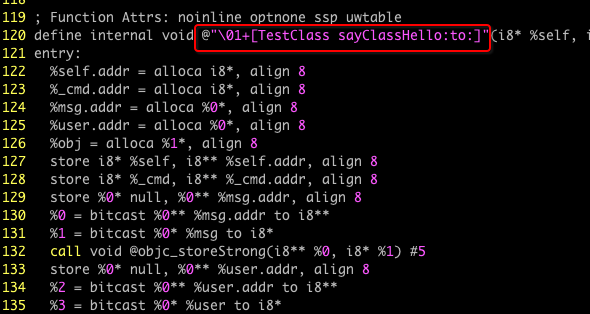 118
119 ; Function Attrs: noinline optnone ssp uwtable
120 define internal void @"\01+[TestClass sayClassHello:to:]"(i8* %self, i
121 entry:
122 %self.addr = alloca i8*, align 8
123 %_cmd.addr = alloca i8*, align 8
124 %msg.addr = alloca %0*, align 8
125 %user.addr = alloca %0*, align 8
126 %obj = alloca %1*, align 8
127 store i8* %self, i8** %self.addr, align 8
128 store i8* %_cmd, i8** %_cmd.addr, align 8
129 store %0* null, %0** %msg.addr, align 8
130 %0 = bitcast %0** %msg.addr to i8**
131 %1 = bitcast %0* %msg to i8*
132 call void @objc_storeStrong(i8** %0, i8* %1) #5
133 store %0* null, %0** %user.addr, align 8
134 %2 = bitcast %0** %user.addr to i8**
135 %3 = bitcast %0* %user to i8*